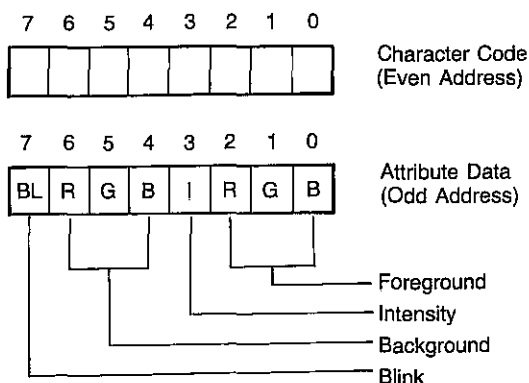 7 6 5 4 3 2 1 0
Character Code
(Even Address)
7 6 5 4 3 2 1 0
Attribute Data
(Odd Address)
BL R G B I R G B
Foreground
Intensity
Background
Blink